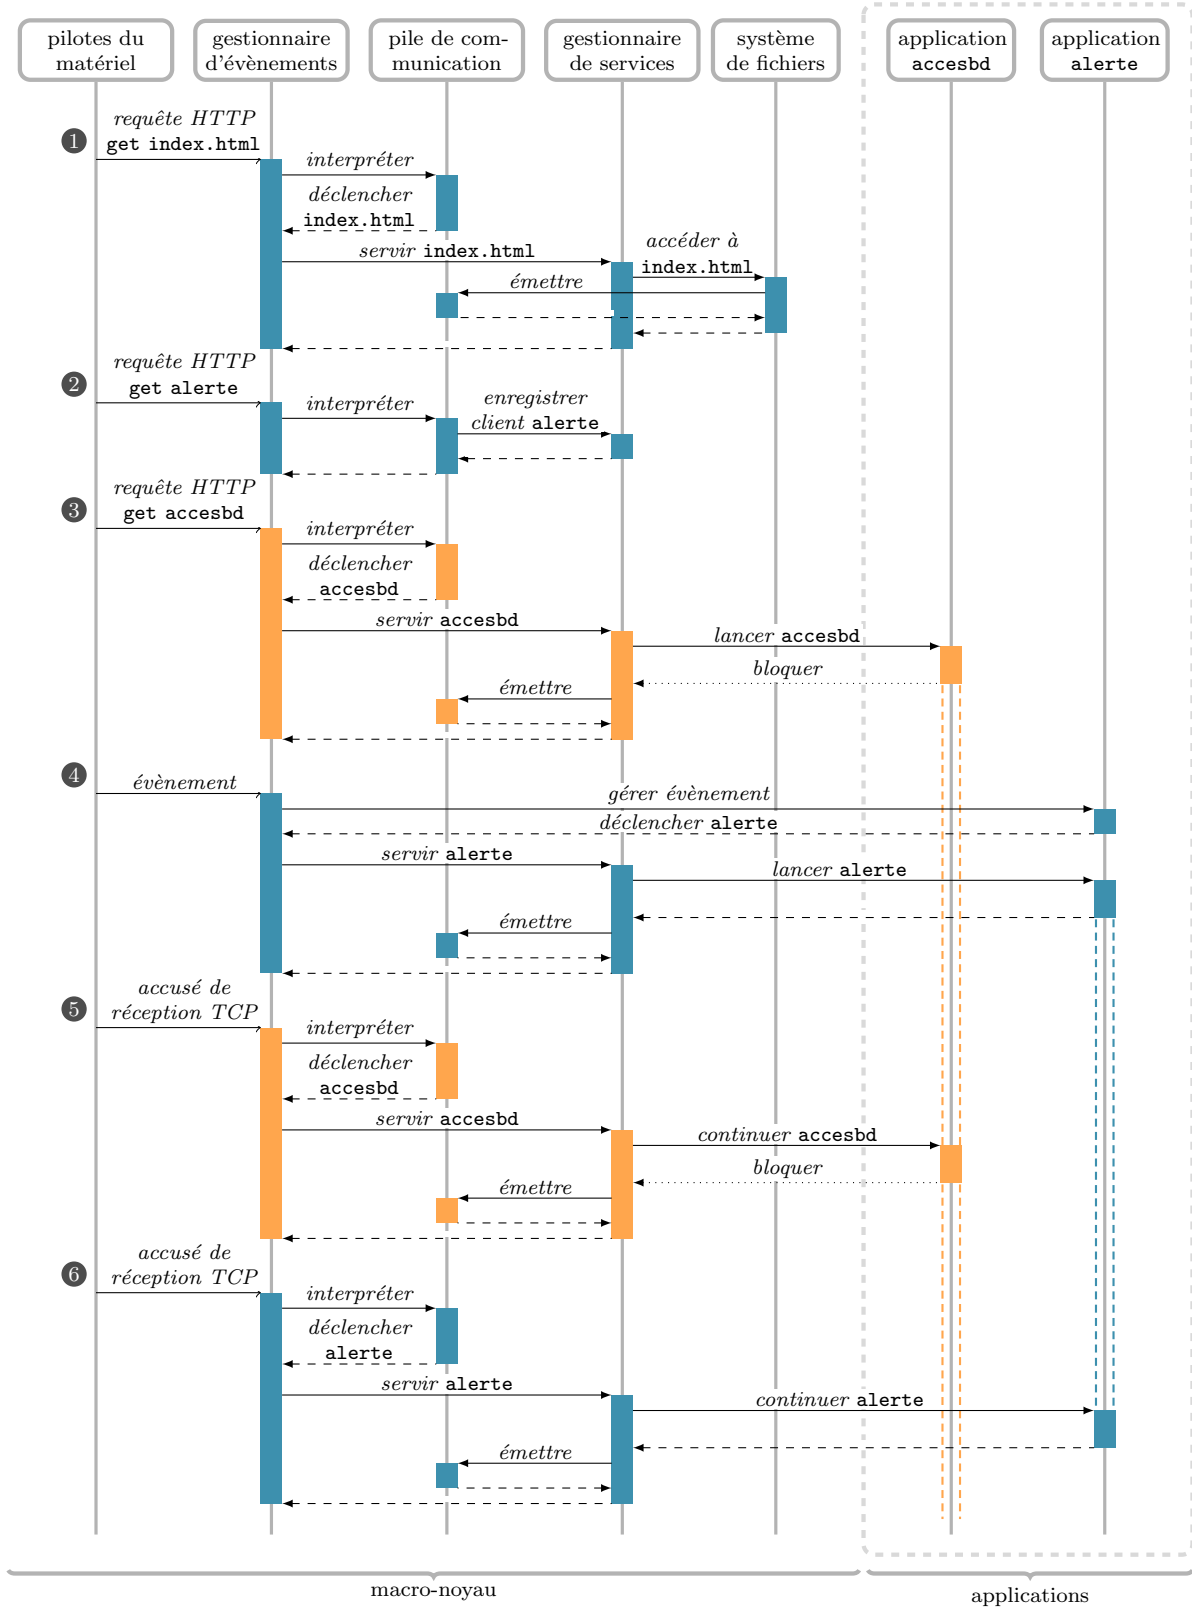 pilotes du
matériel
gestionnaire
d'évènements
pile de com-
munication
gestionnaire
de services
système
de fichiers
application
accesbd
application
alerte
1
requête HTTP
get index.html
interpréter
déclencher
index.html
servir index.html
accéder à
index.html
émettre
2
requête HTTP
get alerte
interpréter
enregistrer
client alerte
3
requête HTTP
get accesbd
interpréter
déclencher
accesbd
servir accesbd
lancer accesbd
bloquer
émettre
4
évènement
gérer évènement
déclencher alerte
servir alerte
lancer alerte
émettre
5
accusé de
réception TCP
interpréter
déclencher
accesbd
servir accesbd
continuer accesbd
bloquer
émettre
6
accusé de
réception TCP
interpréter
déclencher
alerte
servir alerte
continuer alerte
émettre
macro-noyau
applications